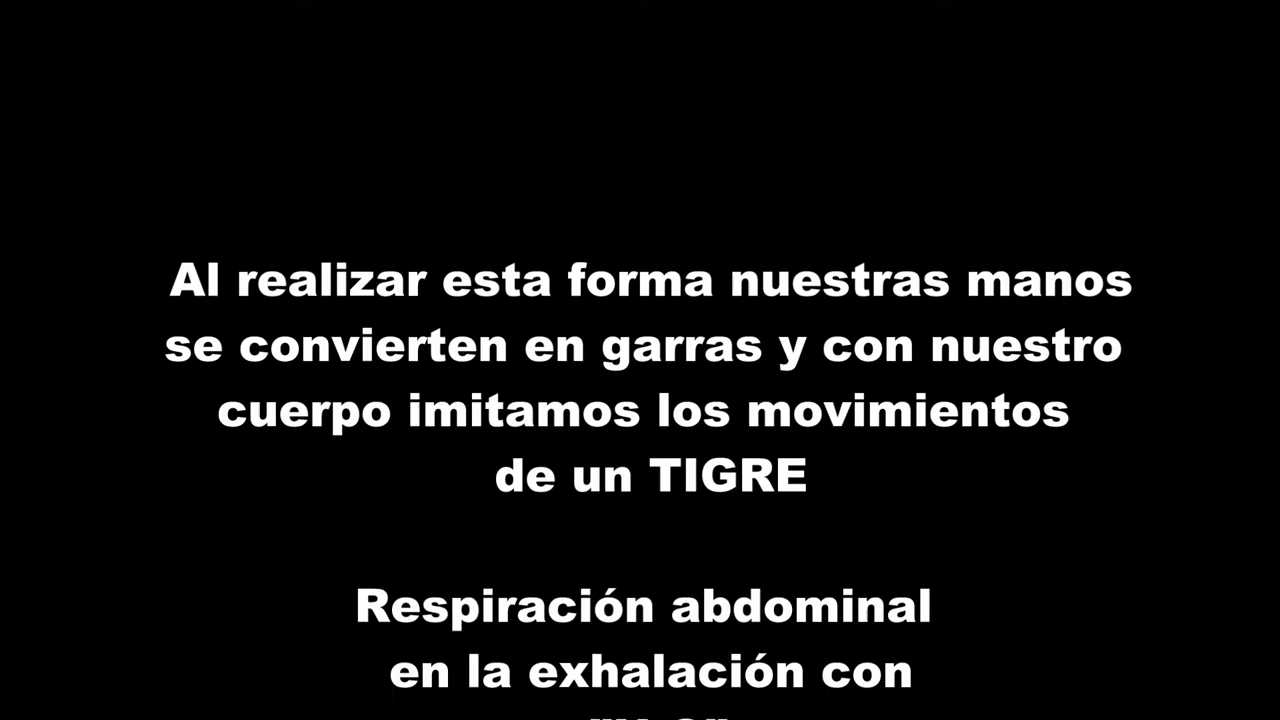 Al realizar esta forma nuestras manos
se convierten en garras y con nuestro
cuerpo imitamos los movimientos
de un TIGRE
Respiración abdominal
en la exhalación con